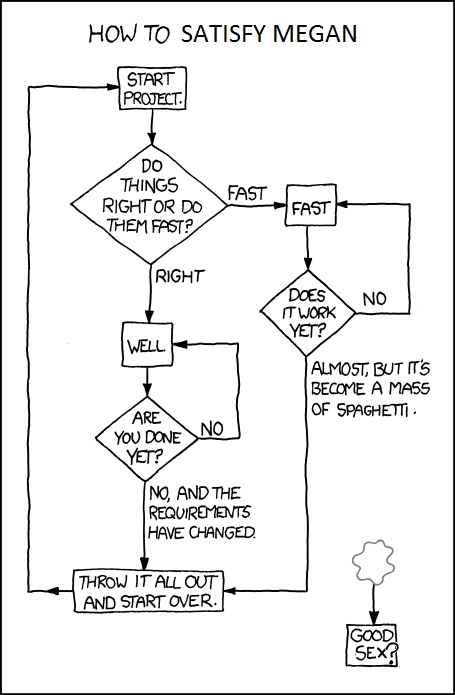 HOW TO SATISFY MEGAN
START
PROJECT.
DO
THINGS
RIGHT OR DO
THEM FAST?
FAST
FAST
RIGHT
DOES
IT WORK
YET?
NO
WELL
ALMOST, BUT IT'S
BECOME A MASS
OF SPAGHETTI.
ARE
YOU DONE
YET?
NO
NO, AND THE
REQUIREMENTS
HAVE CHANGED.
THROW IT ALL OUT
AND START OVER.
GOOD
SEX?